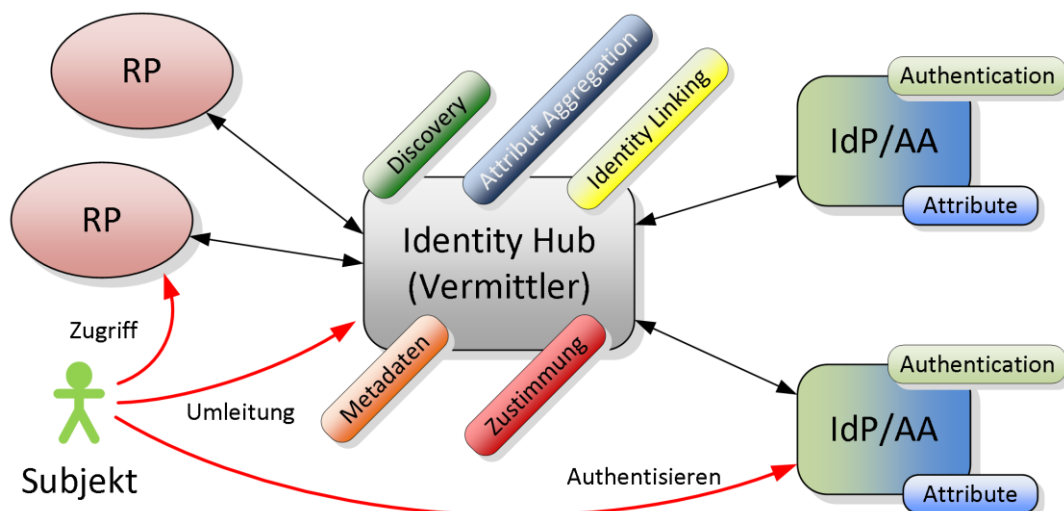 RP
RP
Zugriff
Umleitung
Subjekt
Discovery
Attribut Aggregation
Identity Linking
Identity Hub
(Vermittler)
Metadaten
Zustimmung
Authentisieren
Authentication
IdP/AA
Attribute
Authentication
IdP/AA
Attribute